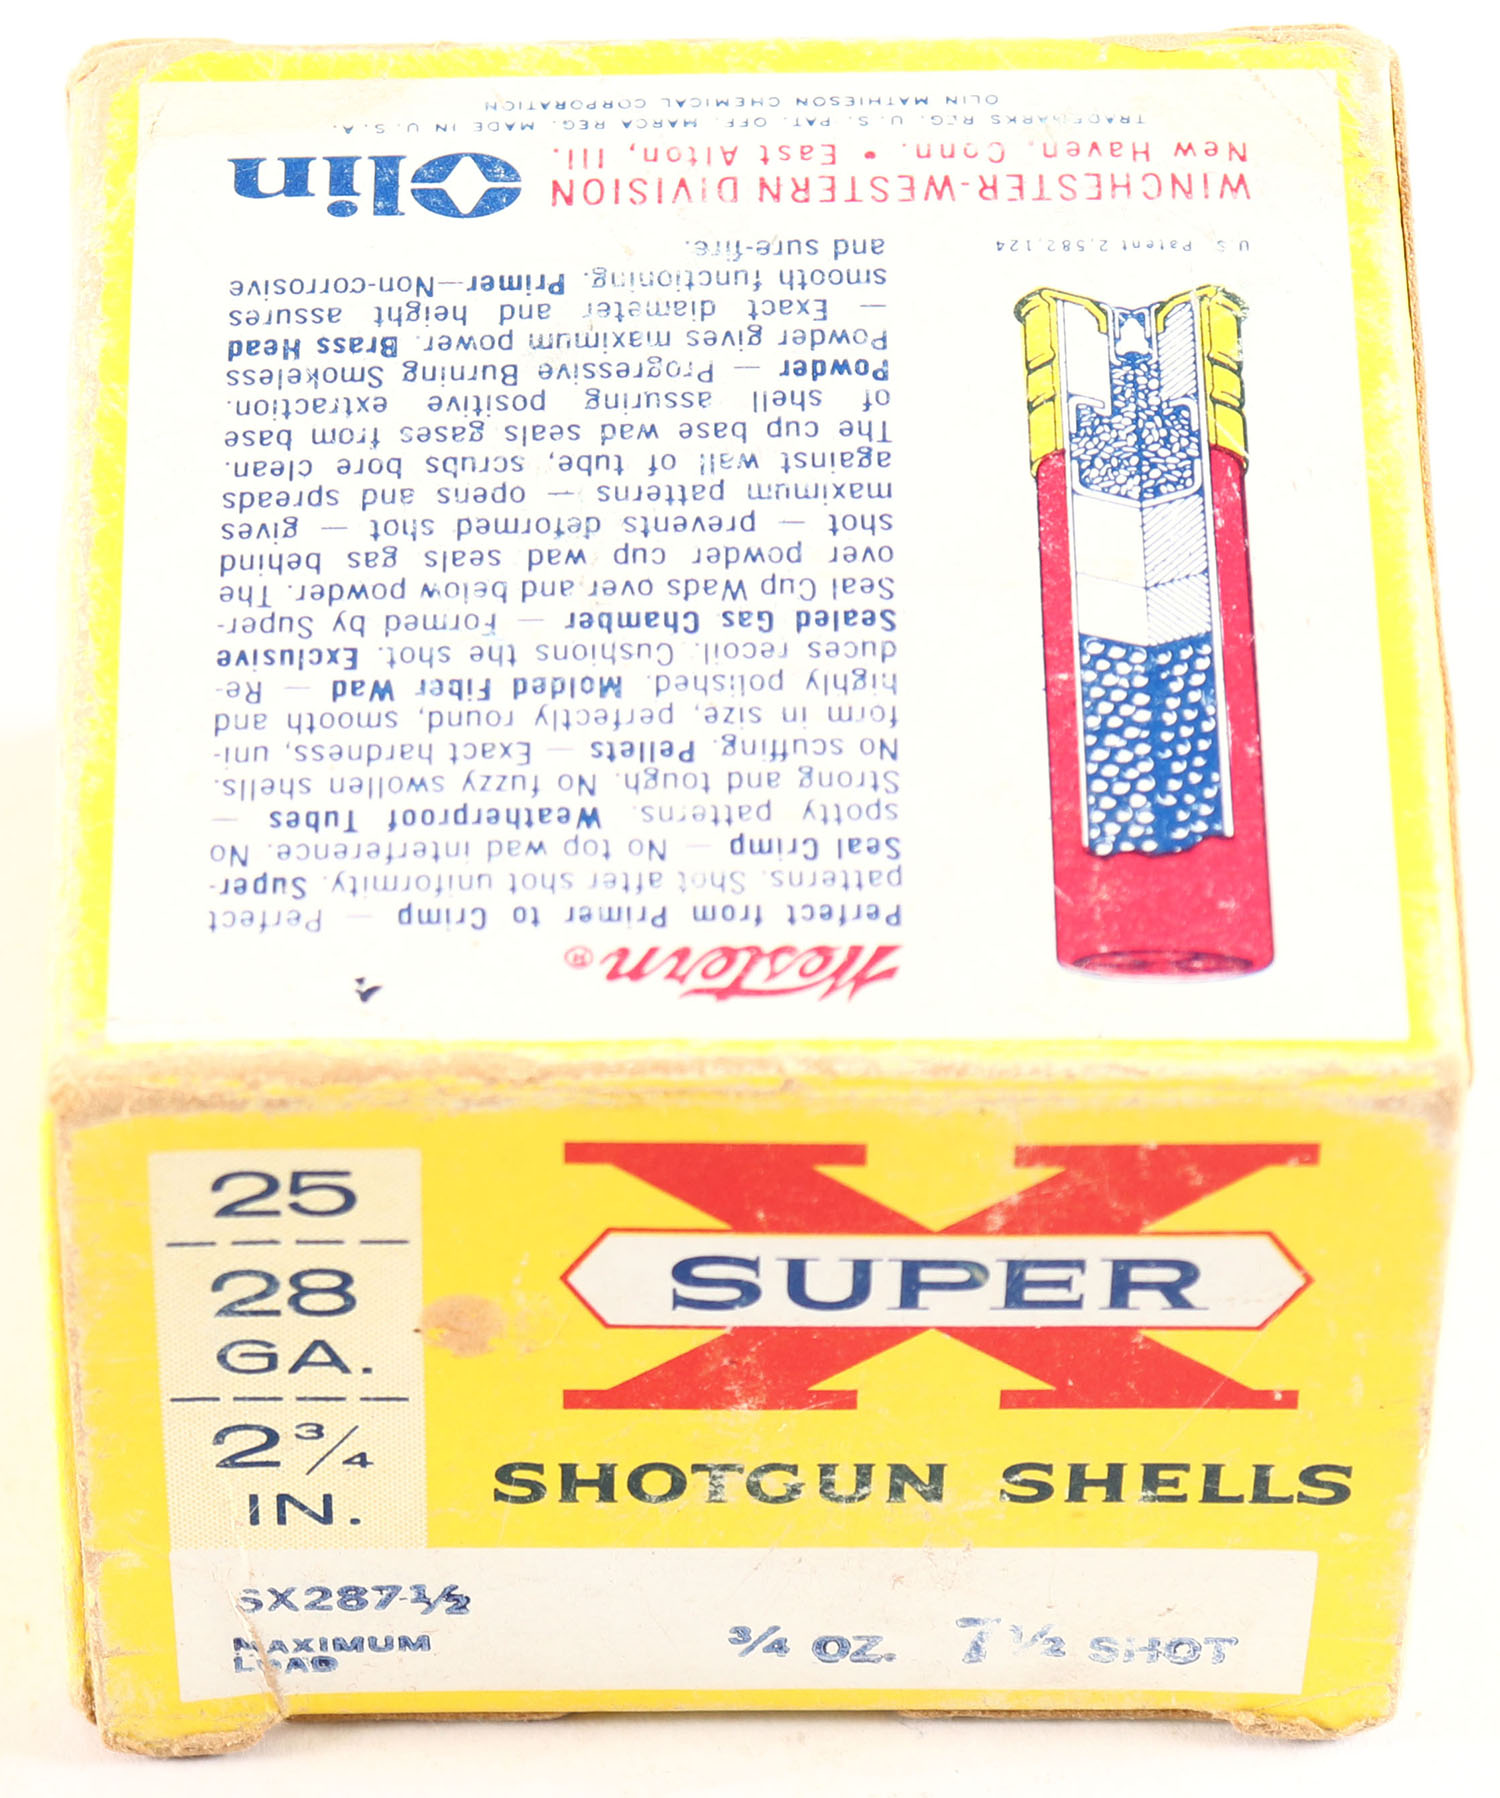 Western ®
Perfect from Primer to Crimp — Perfect
patterns. Shot after shot uniformity. Super-
Seal Crimp — No top wad interference. No
spotty patterns. Weatherproof Tubes —
Strong and tough. No fuzzy swollen shells.
No scuffing. Pellets — Exact hardness, uni-
form in size, perfectly round, smooth and
highly polished. Molded Fiber Wad — Re-
duces recoil. Cushions the shot. Exclusive
Sealed Gas Chamber — Formed by Super-
Seal Cup Wads over and below powder. The
over powder cup wad seals gas behind
shot — prevents deformed shot — gives
maximum patterns — opens and spreads
against wall of tube, scrubs bore clean.
The cup base wad seals gases from base
of shell assuring positive extraction.
Powder — Progressive Burning Smokeless
Powder gives maximum power. Brass Head
— Exact diameter and height assures
smooth functioning. Primer—Non-corrosive
and sure-fire.
U.S. Patent 2,582,124
WINCHESTER-WESTERN DIVISION
New Haven, Conn. • East Alton, Ill.
Olin
TRADEMARKS REG. U. S. PAT. OFF. MARCA REG. MADE IN U. S. A.
OLIN MATHIESON CHEMICAL CORPORATION
25
28
GA.
2 3/4
IN.
X
SUPER
SHOTGUN SHELLS
SX287-1/2
MAXIMUM
LOAD
3/4 OZ. 7 1/2 SHOT